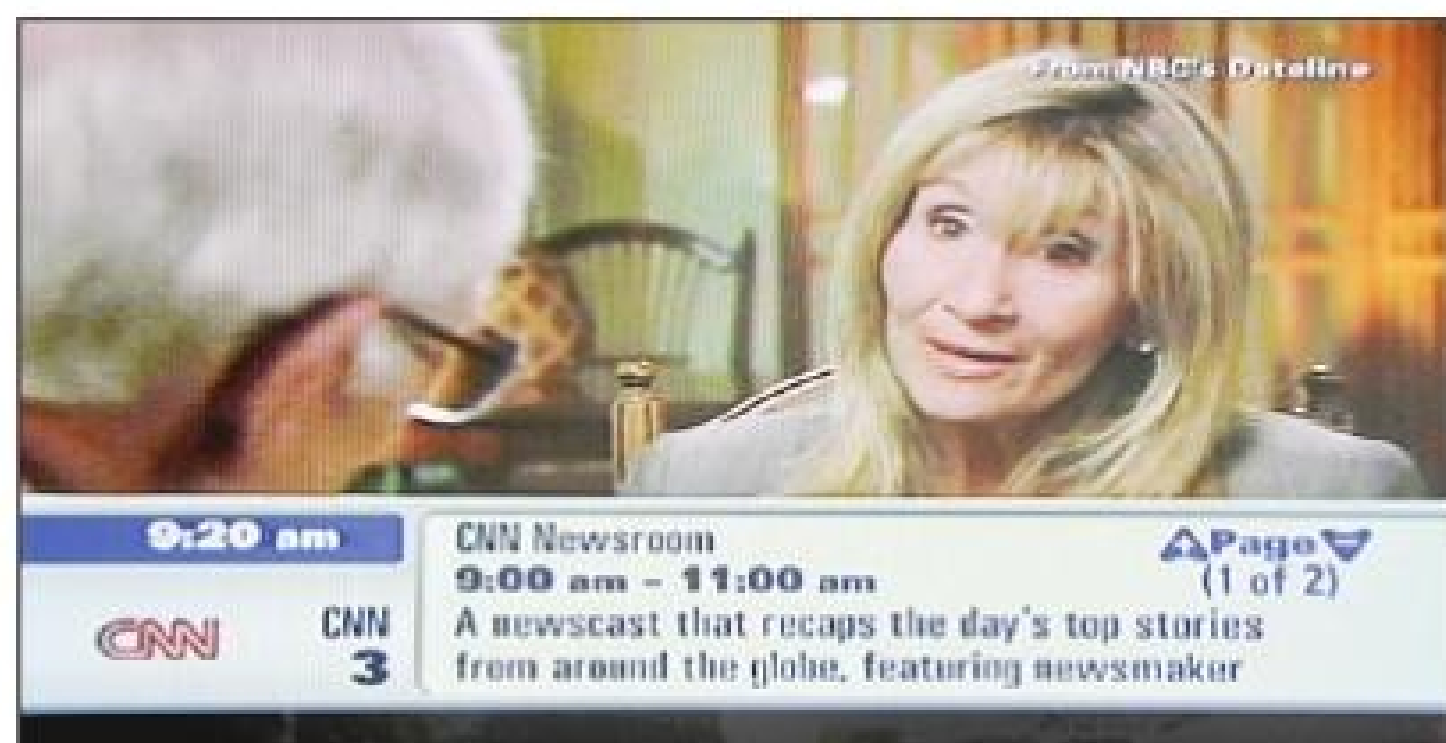 From NBC's Dateline
9:20 am
CNN Newsroom
Page
9:00 am - 11:00 am
(1 of 2)
CNN
CNN
3
A newscast that recaps the day's top stories
from around the globe, featuring newsmaker